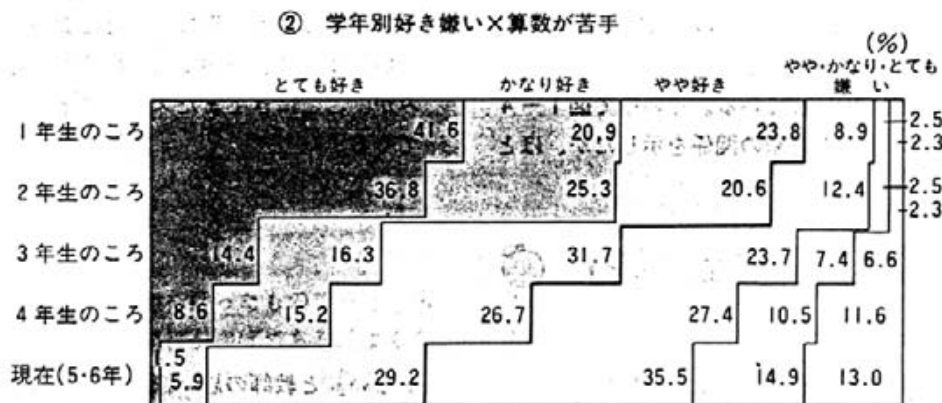 ② 学年別好き嫌い×算数が苦手
(%)
とても好き かなり好き やや好き やや・かなり・とても
嫌い
1年生のころ 41.6 20.9 23.8 8.9 2.5
2.3
2年生のころ 36.8 25.3 20.6 12.4 2.5
2.3
3年生のころ 14.4 16.3 31.7 23.7 7.4 6.6
4年生のころ 8.6 15.2 26.7 27.4 10.5 11.6
1.5
現在(5・6年) 5.9 29.2 35.5 14.9 13.0